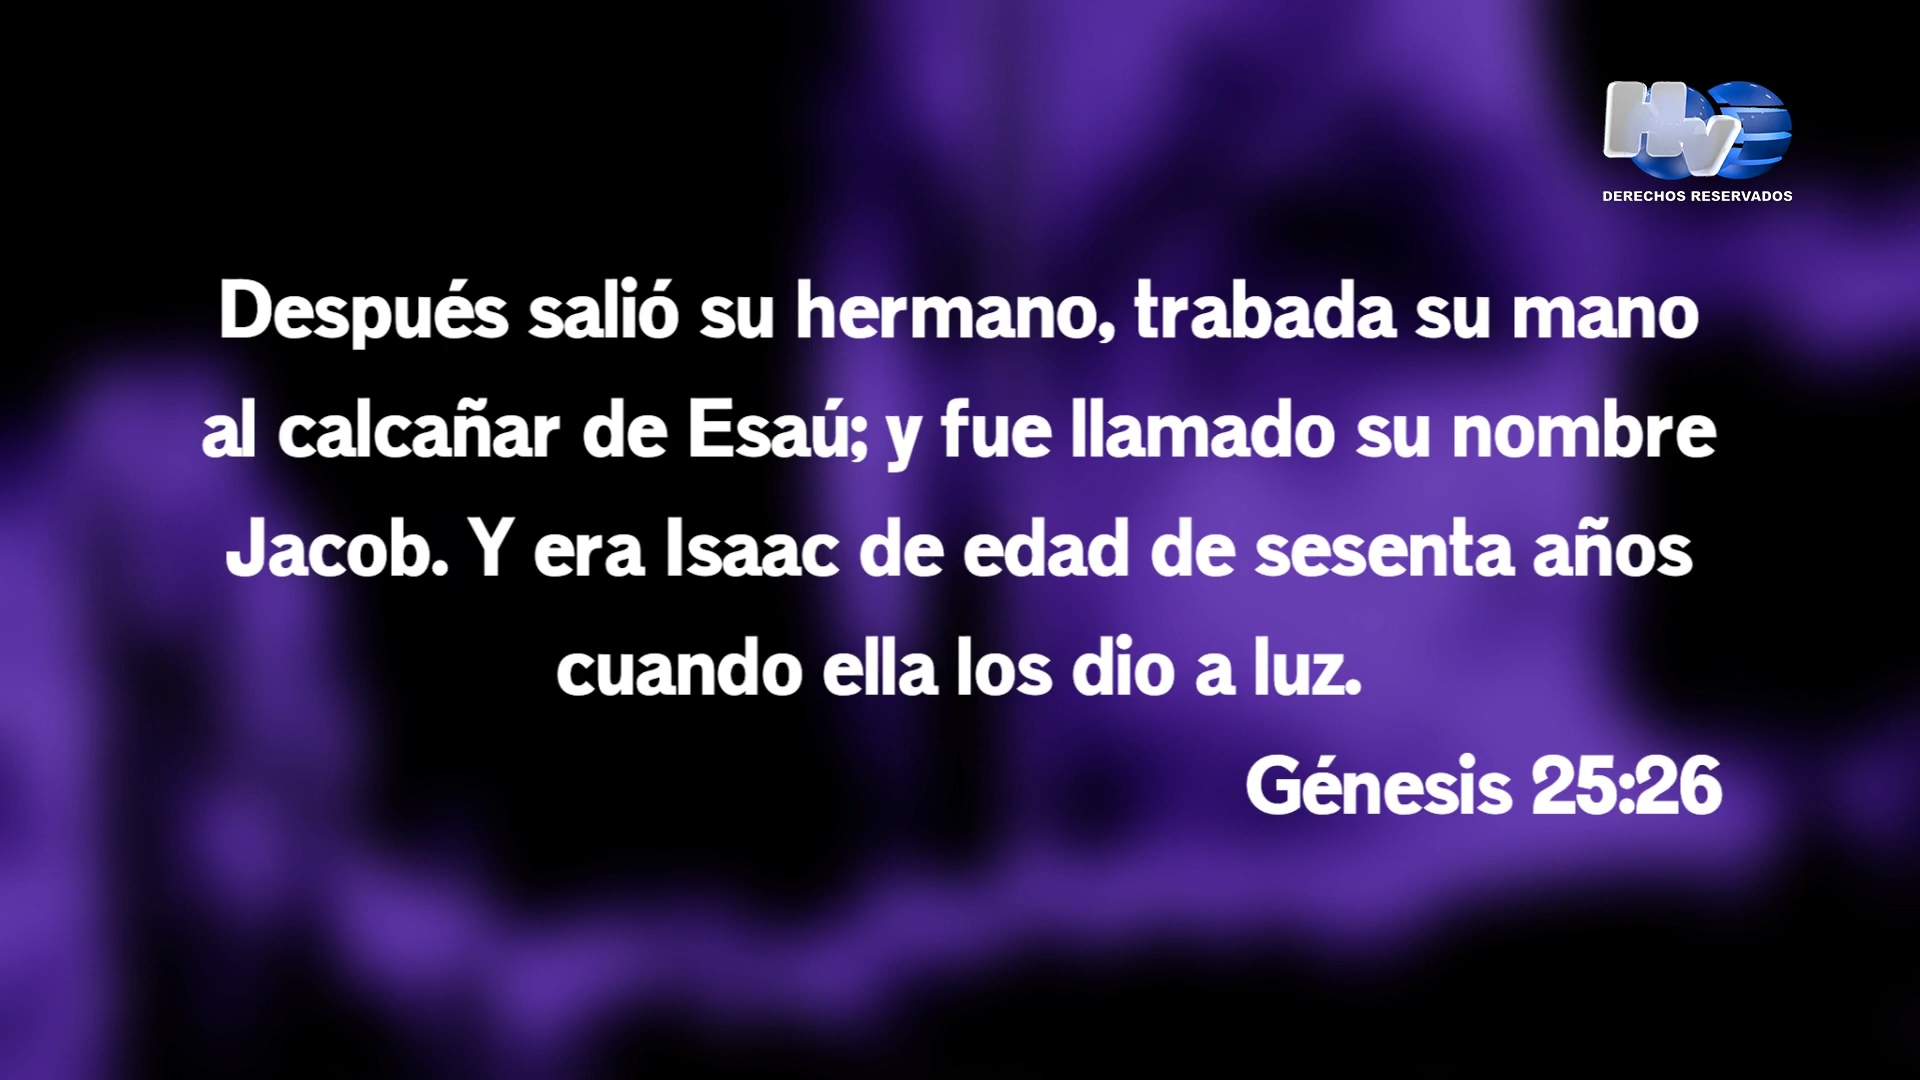 HV
DERECHOS RESERVADOS
Después salió su hermano, trabada su mano
al calcañar de Esaú; y fue llamado su nombre
Jacob. Y era Isaac de edad de sesenta años
cuando ella los dio a luz.
Génesis 25:26